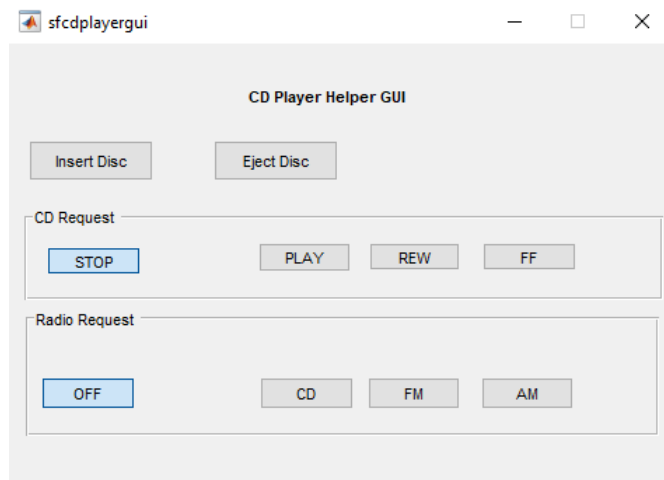 sfcdplayergui
CD Player Helper GUI
Insert Disc Eject Disc
CD Request
STOP PLAY REW FF
Radio Request
OFF CD FM AM